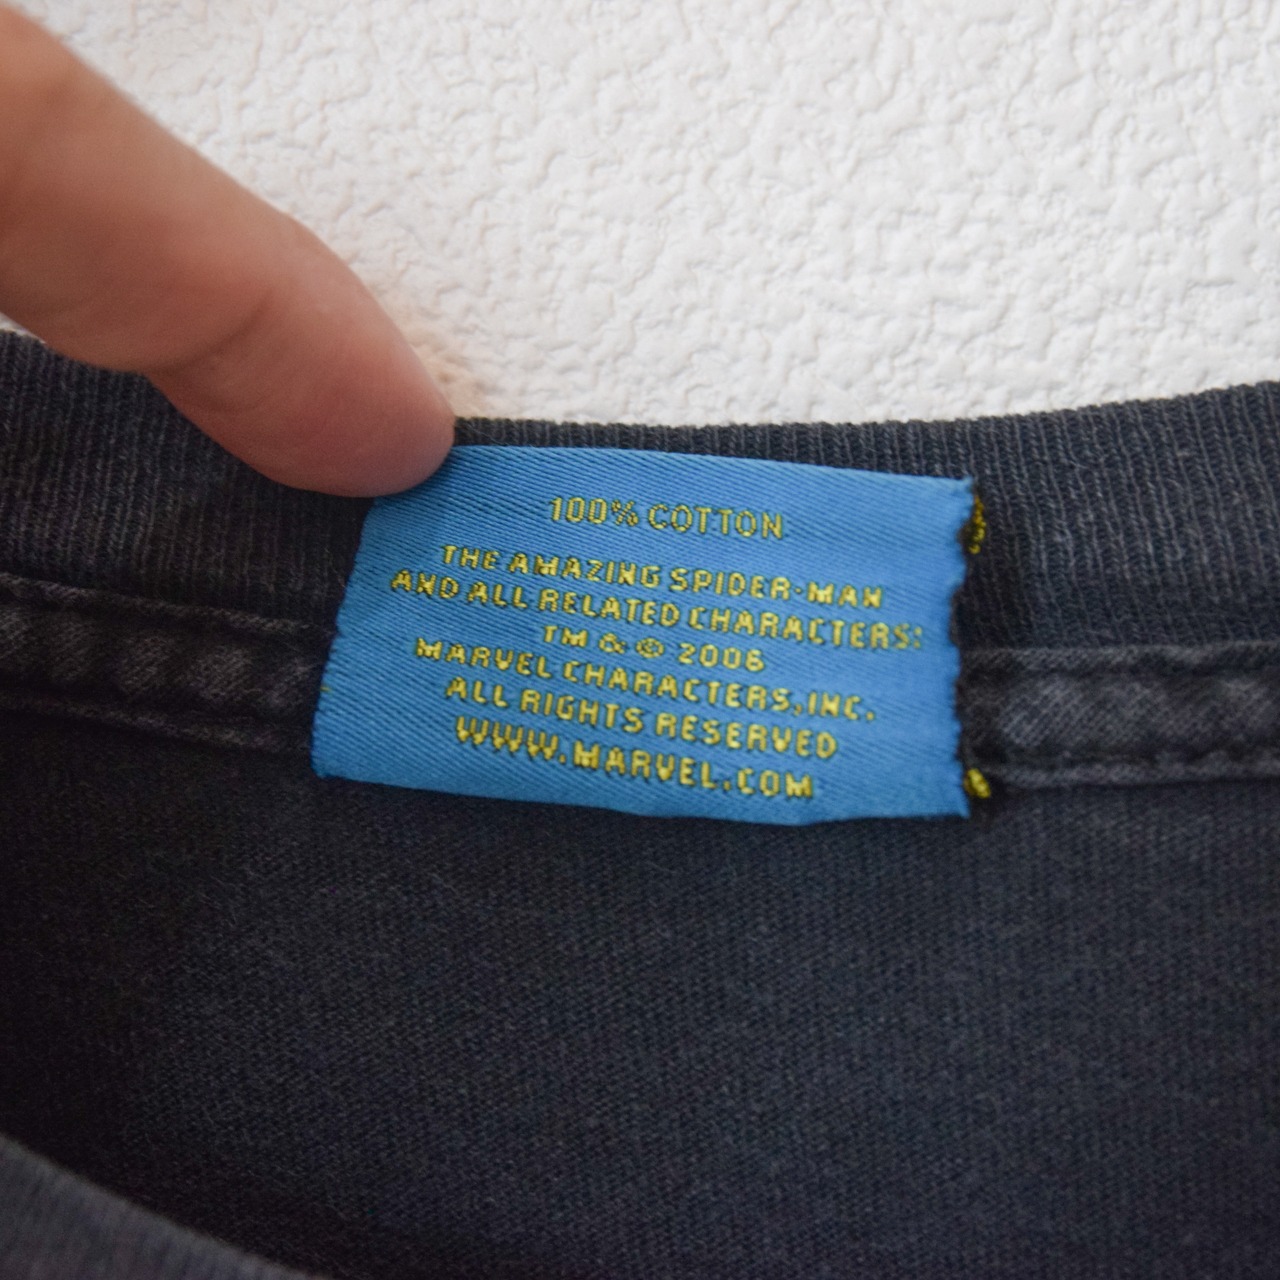 100% COTTON
THE AMAZING SPIDER-MAN
AND ALL RELATED CHARACTERS:
TM & © 2006
MARVEL CHARACTERS, INC.
ALL RIGHTS RESERVED
WWW.MARVEL.COM